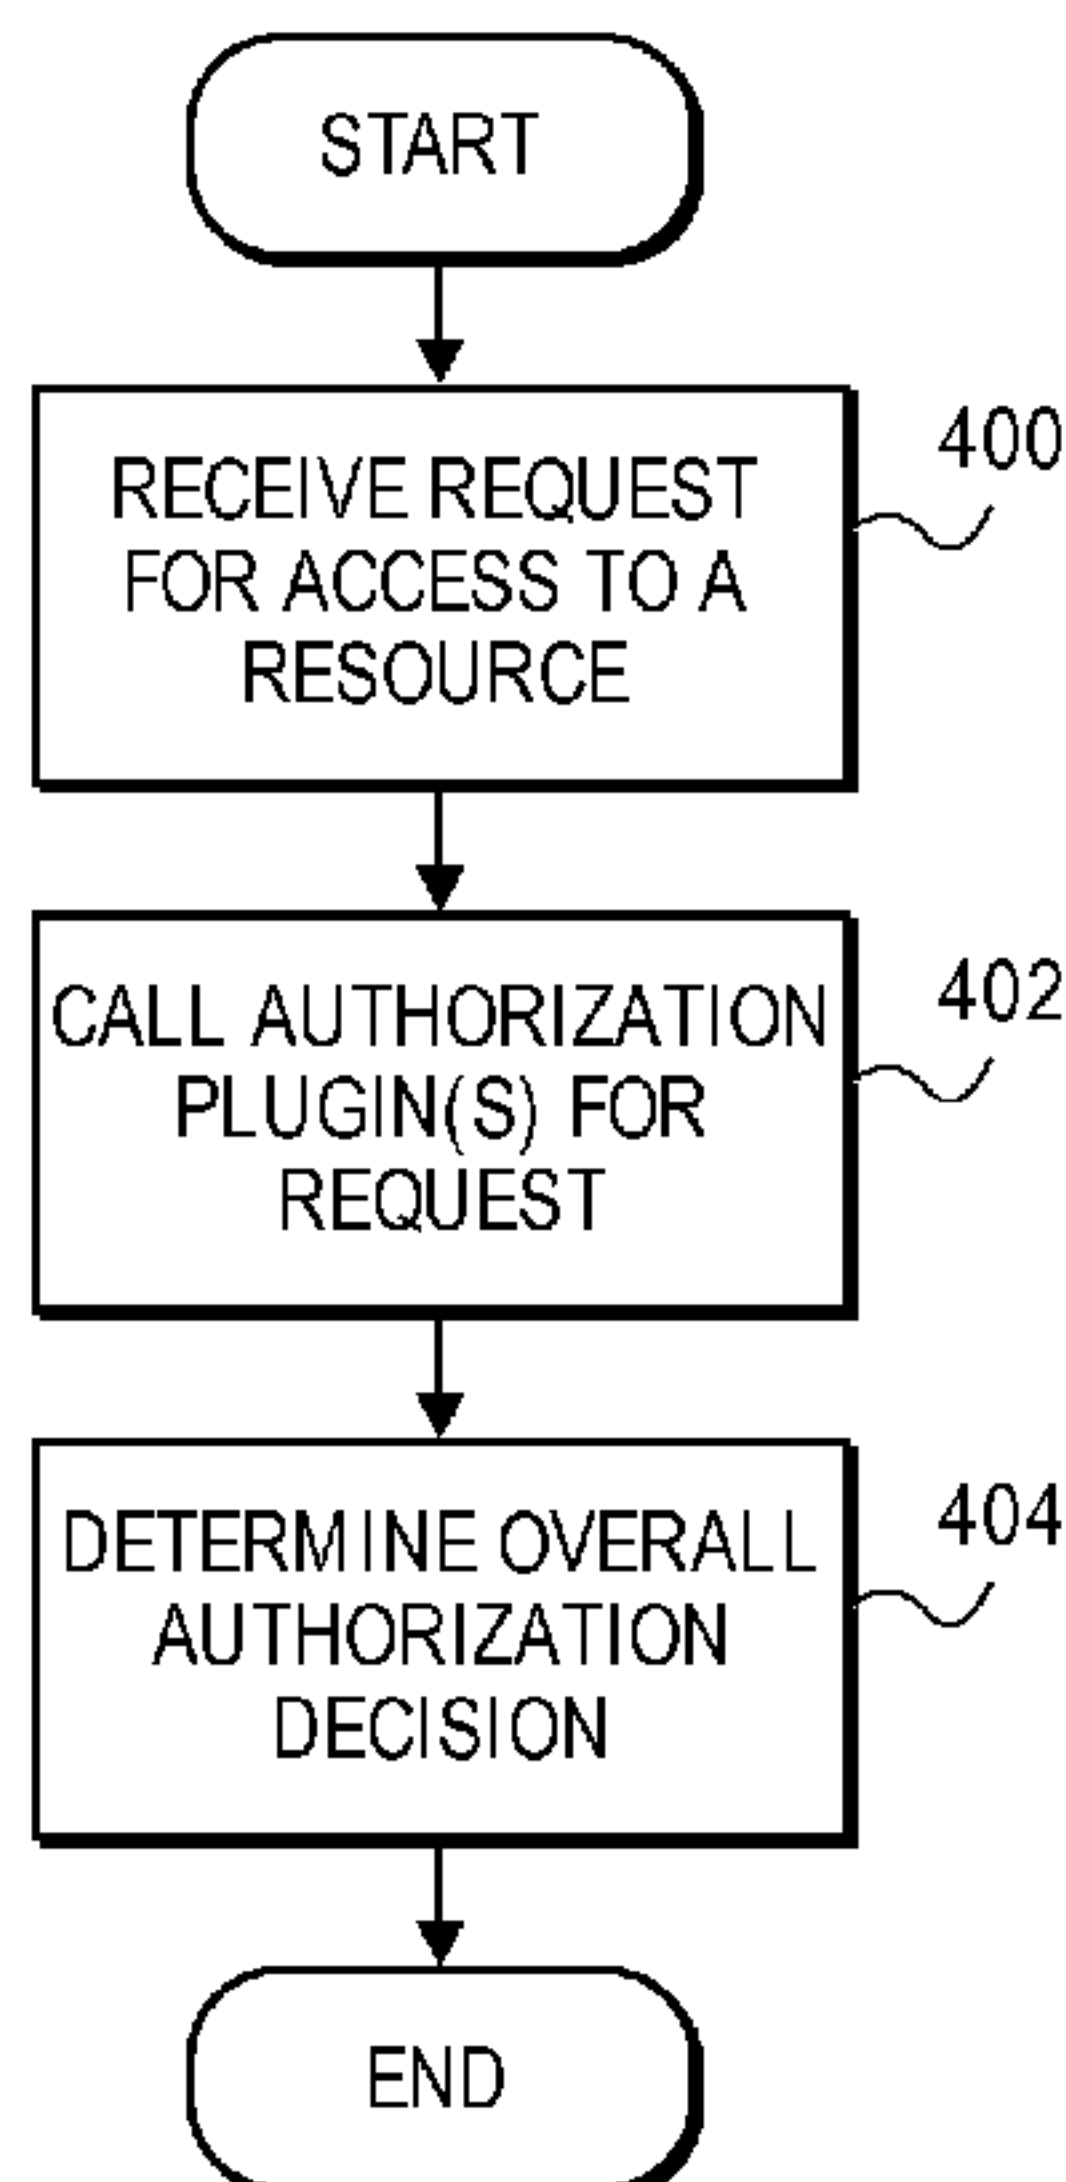 START
RECEIVE REQUEST
FOR ACCESS TO A
RESOURCE
400
CALL AUTHORIZATION
PLUGIN(S) FOR
REQUEST
402
DETERMINE OVERALL
AUTHORIZATION
DECISION
404
END